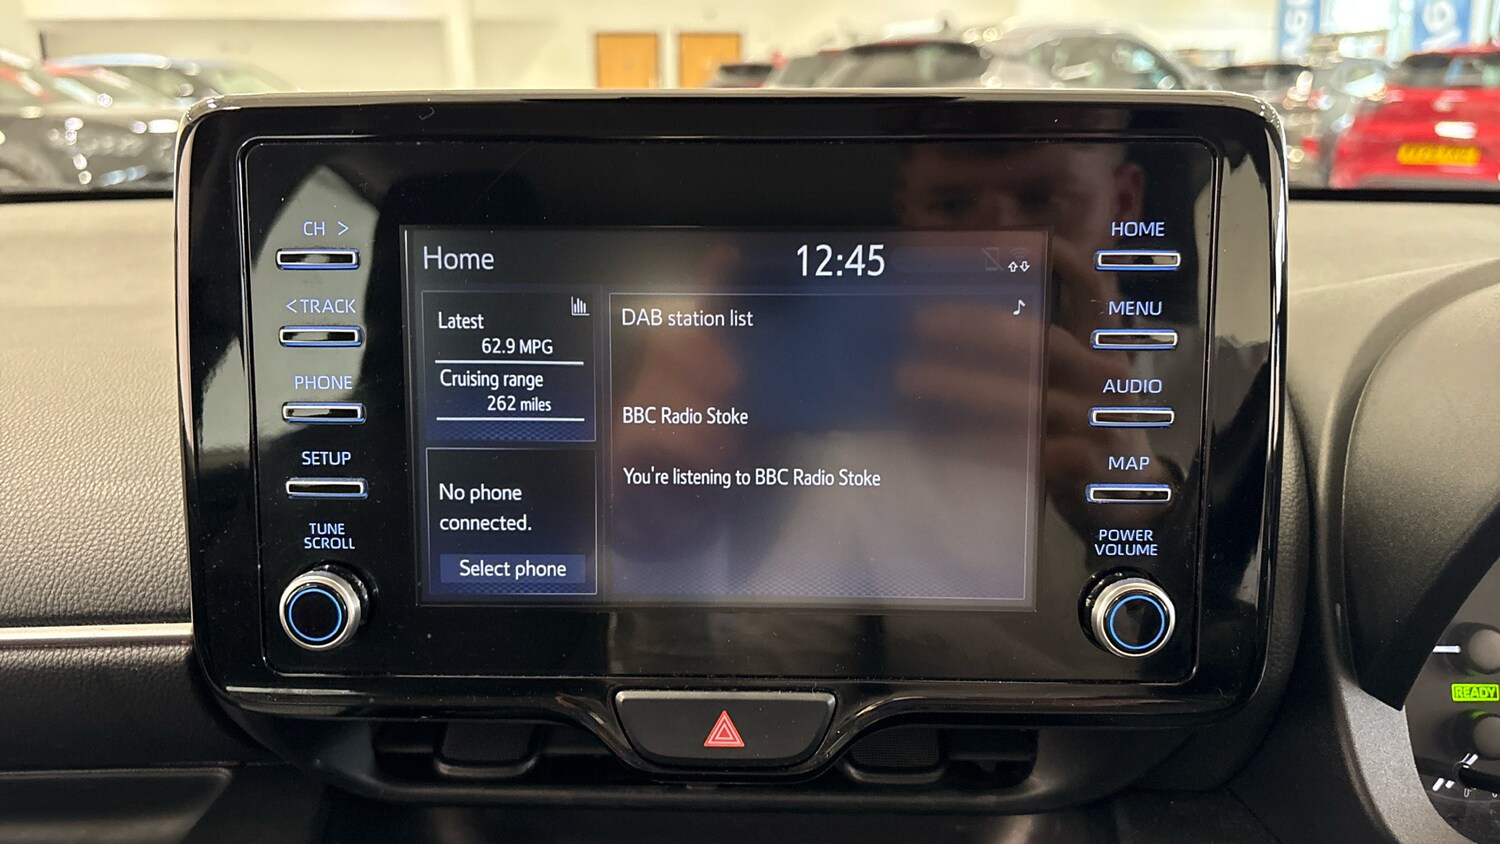 CH >
<TRACK
PHONE
SETUP
TUNE
SCROLL
Home
12:45
Latest
62.9 MPG
Cruising range
262 miles
No phone
connected.
Select phone
DAB station list
BBC Radio Stoke
You're listening to BBC Radio Stoke
HOME
MENU
AUDIO
MAP
POWER
VOLUME
READY